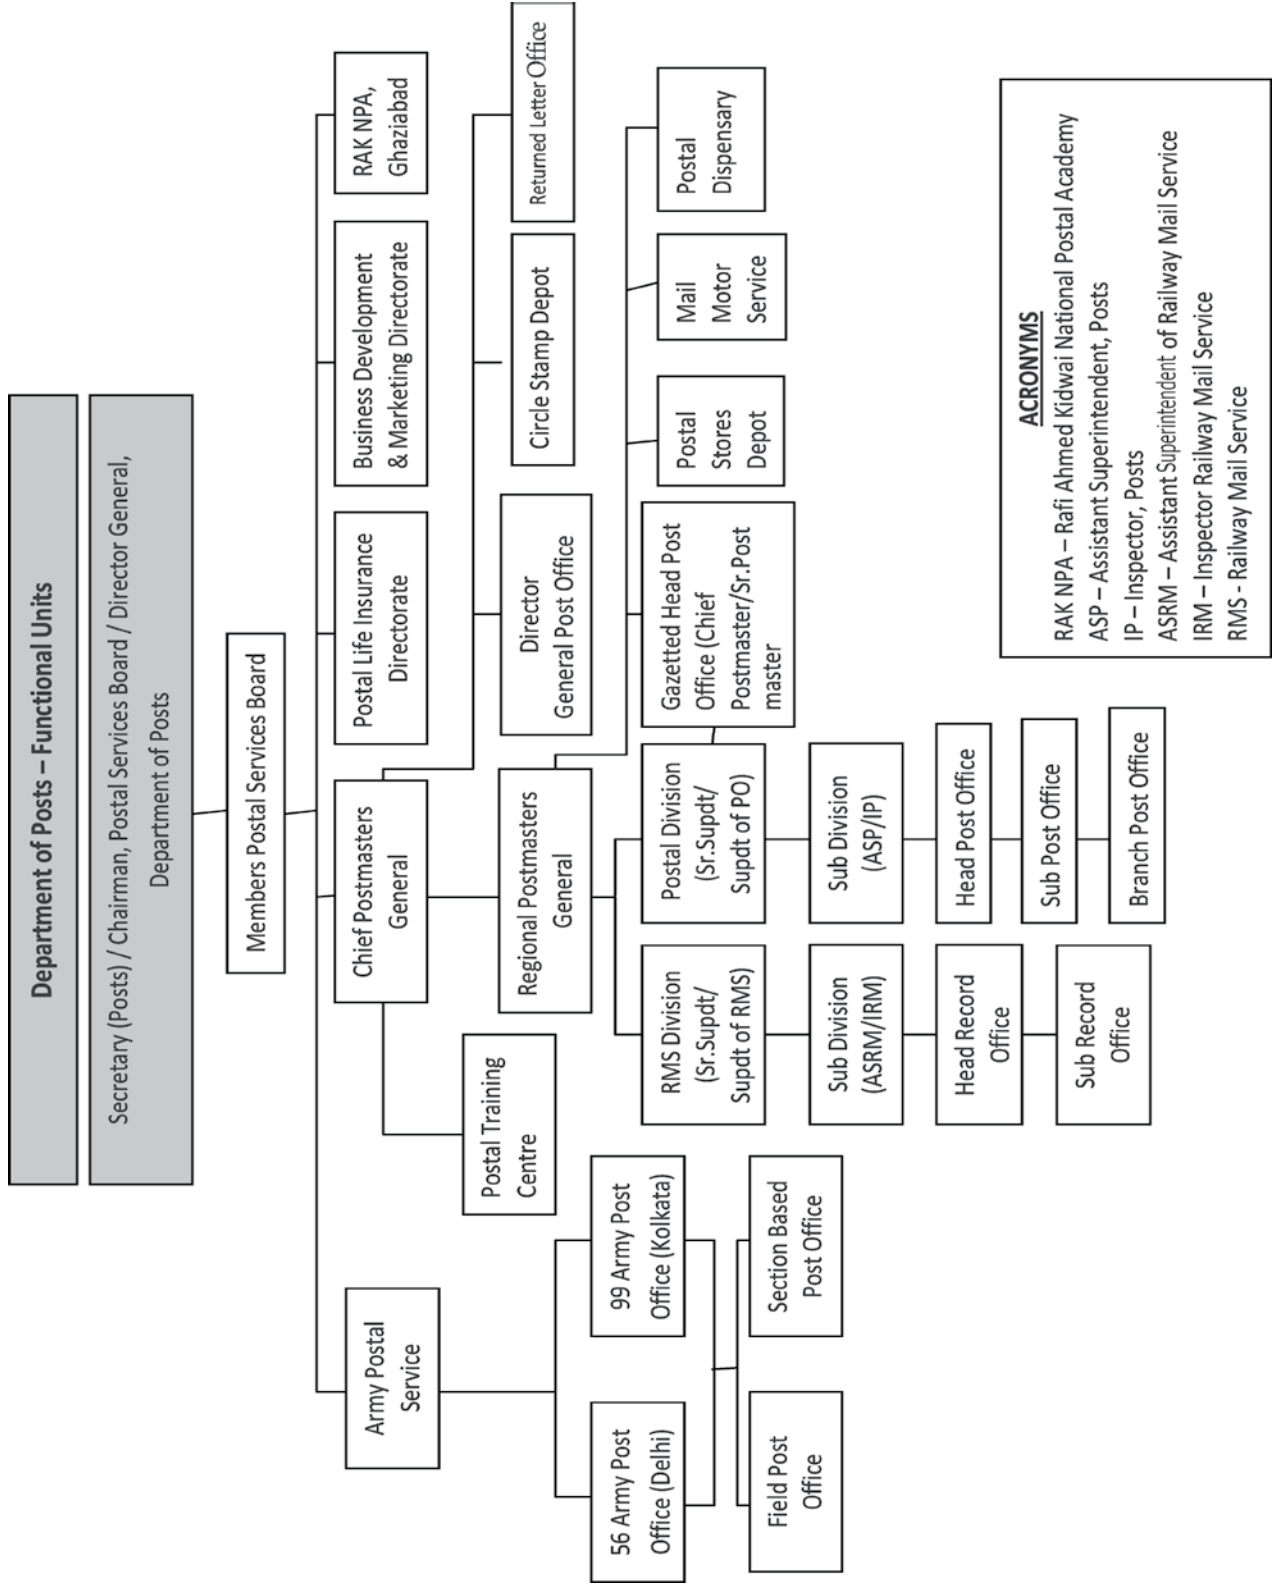 Department of Posts – Functional Units
Secretary (Posts) / Chairman, Postal Services Board / Director General,
Department of Posts
Members Postal Services Board
Army Postal
Service
Chief Postmasters
General
Postal Life Insurance
Directorate
Business Development
& Marketing Directorate
RAK NPA,
Ghaziabad
Postal Training
Centre
Regional Postmasters
General
Director
General Post Office
Circle Stamp Depot
Returned Letter Office
56 Army Post
Office (Delhi)
99 Army Post
Office (Kolkata)
RMS Division
(Sr.Supdt/
Supdt of RMS)
Postal Division
(Sr.Supdt/
Supdt of PO)
Gazetted Head Post
Office (Chief
Postmaster/Sr.Post
master
Postal
Stores
Depot
Mail
Motor
Service
Postal
Dispensary
Field Post
Office
Section Based
Post Office
Sub Division
(ASRM/IRM)
Sub Division
(ASP/IP)
Head Record
Office
Head Post Office
Sub Record
Office
Sub Post Office
Branch Post Office
ACRONYMS
RAK NPA – Rafi Ahmed Kidwai National Postal Academy
ASP – Assistant Superintendent, Posts
IP – Inspector, Posts
ASRM – Assistant Superintendent of Railway Mail Service
IRM – Inspector Railway Mail Service
RMS - Railway Mail Service